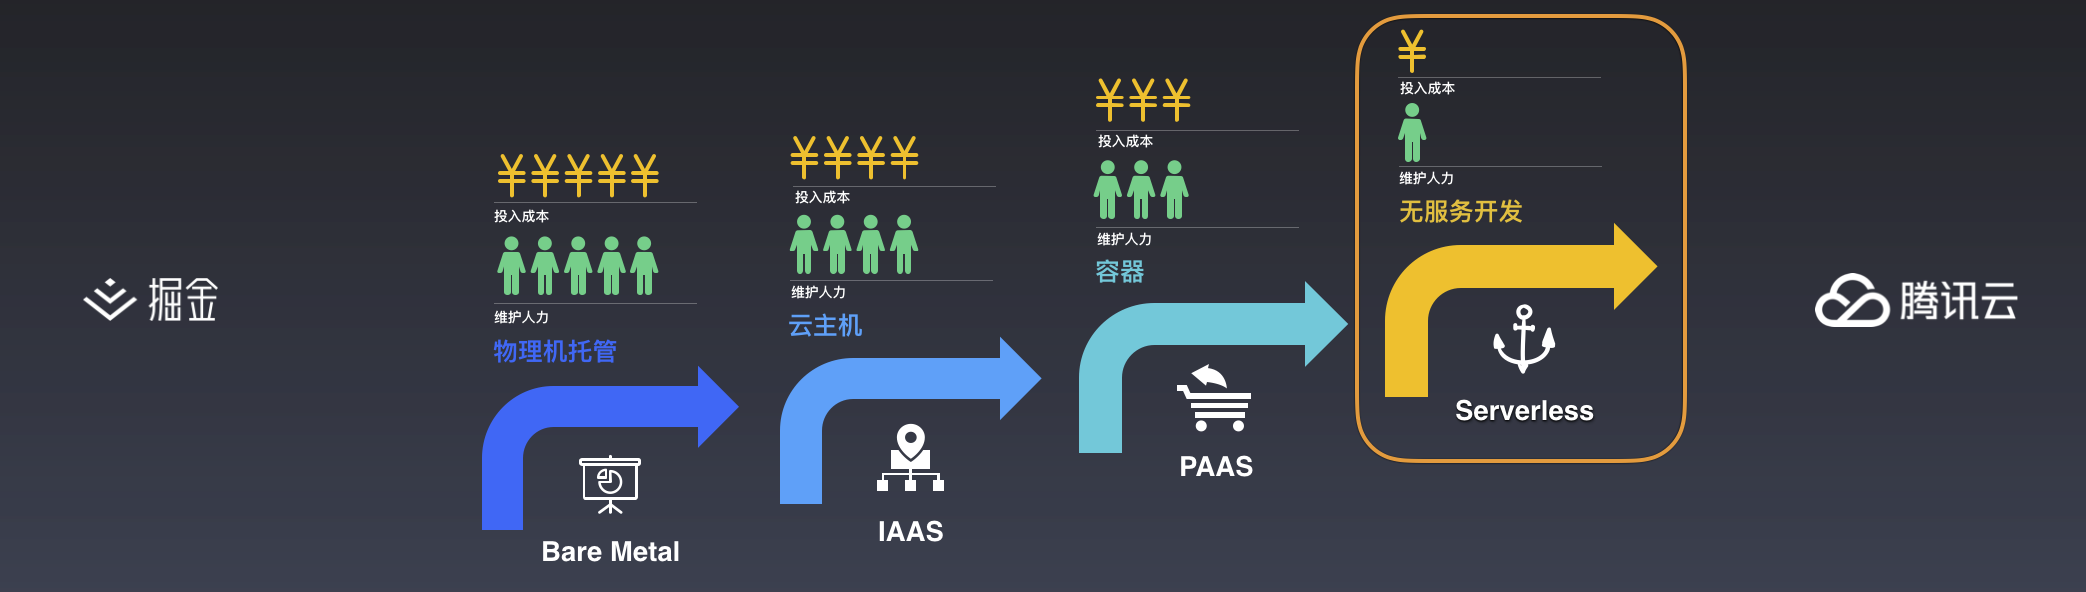 掘金
¥¥¥¥¥
投入成本
维护人力
物理机托管
Bare Metal
¥¥¥¥
投入成本
维护人力
云主机
IAAS
¥¥¥
投入成本
维护人力
容器
PAAS
¥
投入成本
维护人力
无服务开发
Serverless
腾讯云